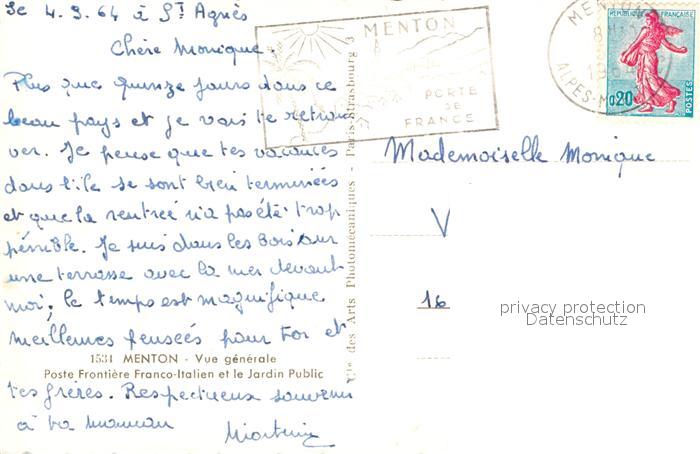 le 4.9.64 à St Agnès
Chère Monique.
Plus que quinze jours dans ce
beau pays et je vais te retrou
ver. Je pense que tes vacances
dans l'île se sont bien terminées
et que la rentrée n'a pas été trop
pénible. Je suis dans les bois sur
une terrasse avec la mer devant
moi; le temps est magnifique
meilleures pensées pour toi et
1531 MENTON - Vue générale
Poste Frontière Franco-Italien et le Jardin Public
tes frères. Respectueux souvenirs
à ta maman
Cie des Arts Photomécaniques - Paris-Strasbourg 3
MENTON
PORTE
DE
FRANCE
ALPES-M
REPUBLIQUE FRANÇAISE
0,20
POSTES
Mademoiselle Monique
V
16
privacy protection
Datenschutz